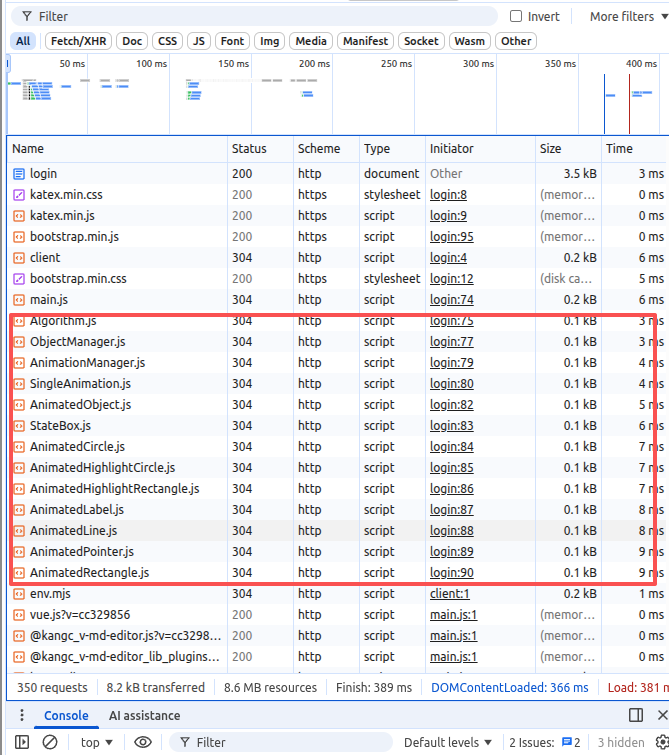 Filter Invert More filters
All Fetch/XHR Doc CSS JS Font Img Media Manifest Socket Wasm Other
50 ms 100 ms 150 ms 200 ms 250 ms 300 ms 350 ms 400 ms
Name Status Scheme Type Initiator Size Time
login 200 http document Other 3.5 kB 3 ms
katex.min.css 200 https stylesheet login:8 (memor... 0 ms
katex.min.js 200 https script login:9 (memor... 0 ms
bootstrap.min.js 200 https script login:95 (memor... 0 ms
client 304 http script login:4 0.2 kB 6 ms
bootstrap.min.css 200 https stylesheet login:12 (disk ca... 5 ms
main.js 304 http script login:74 0.2 kB 6 ms
Algorithm.js 304 http script login:75 0.1 kB 3 ms
ObjectManager.js 304 http script login:77 0.1 kB 3 ms
AnimationManager.js 304 http script login:79 0.1 kB 4 ms
SingleAnimation.js 304 http script login:80 0.1 kB 4 ms
AnimatedObject.js 304 http script login:82 0.1 kB 5 ms
StateBox.js 304 http script login:83 0.1 kB 6 ms
AnimatedCircle.js 304 http script login:84 0.1 kB 7 ms
AnimatedHighlightCircle.js 304 http script login:85 0.1 kB 7 ms
AnimatedHighlightRectangle.js 304 http script login:86 0.1 kB 7 ms
AnimatedLabel.js 304 http script login:87 0.1 kB 8 ms
AnimatedLine.js 304 http script login:88 0.1 kB 8 ms
AnimatedPointer.js 304 http script login:89 0.1 kB 9 ms
AnimatedRectangle.js 304 http script login:90 0.1 kB 9 ms
env.mjs 304 http script client:1 0.2 kB 1 ms
vue.js?v=cc329856 200 http script main.js:1 (memor... 0 ms
@kangc_v-md-editor.js?v=cc3298... 200 http script main.js:1 (memor... 0 ms
@kangc_v-md-editor_lib_plugins... 200 http script main.js:1 (memor... 0 ms
350 requests 8.2 kB transferred 8.6 MB resources Finish: 389 ms DOMContentLoaded: 366 ms Load: 381 m
Console AI assistance
top Filter Default levels 2 Issues: 2 3 hidden